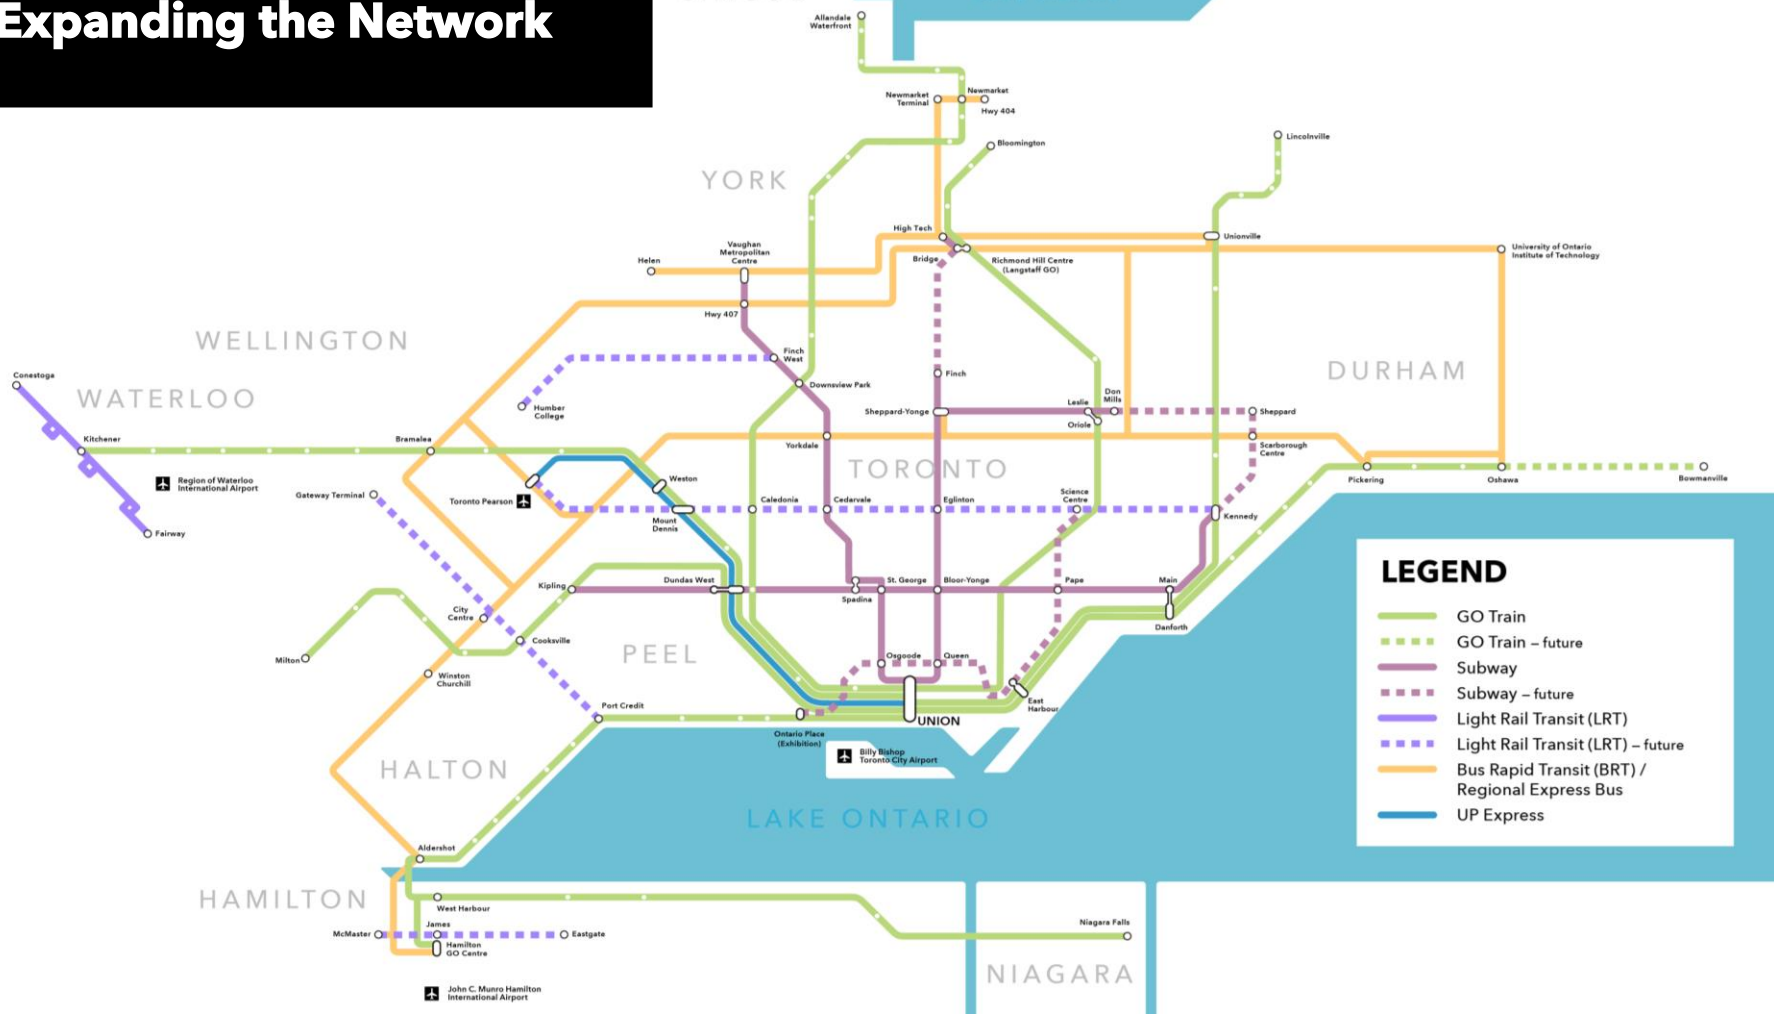 Expanding the Network
Allandale
Waterfront
Newmarket
Terminal
Newmarket
Hwy 404
Bloomington
Lincolnville
YORK
High Tech
Unionville
Vaughan
Metropolitan
Centre
Helen
Bridge
Richmond Hill Centre
(Langstaff GO)
University of Ontario
Institute of Technology
Hwy 407
WELLINGTON
Finch
West
DURHAM
Conestoga
Finch
Downsview Park
WATERLOO
Humber
College
Sheppard-Yonge
Leslie
Don
Mills
Sheppard
Oriole
Kitchener
Bramalea
Yorkdale
Scarborough
Centre
TORONTO
Region of Waterloo
International Airport
Weston
Pickering
Oshawa
Bowmanville
Gateway Terminal
Toronto Pearson
Caledonia
Cedarvale
Eglinton
Science
Centre
Mount
Dennis
Kennedy
Fairway
Kipling
Dundas West
St. George
Bloor-Yonge
Pape
Main
Spadina
City
Centre
Danforth
Cooksville
PEEL
Milton
Osgoode
Queen
Winston
Churchill
Port Credit
East
Harbour
UNION
Ontario Place
(Exhibition)
Billy Bishop
Toronto City Airport
HALTON
LAKE ONTARIO
Aldershot
HAMILTON
West Harbour
James
McMaster
Eastgate
Hamilton
GO Centre
Niagara Falls
NIAGARA
John C. Munro Hamilton
International Airport
LEGEND
GO Train
GO Train – future
Subway
Subway – future
Light Rail Transit (LRT)
Light Rail Transit (LRT) – future
Bus Rapid Transit (BRT) /
Regional Express Bus
UP Express